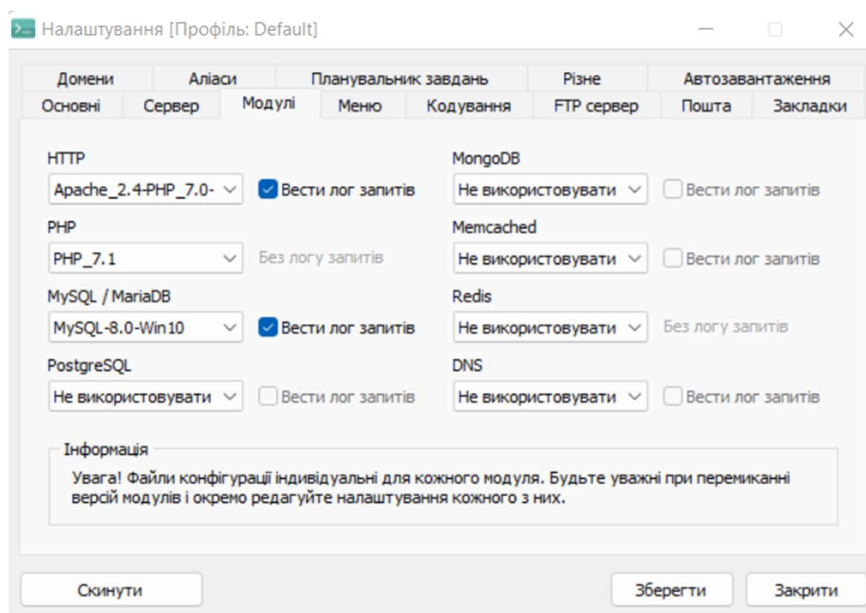 Налаштування [Профіль: Default]
Домени Аліаси Планувальник завдань Різне Автозавантаження
Основні Сервер Модулі Меню Кодування FTP сервер Пошта Закладки
HTTP MongoDB
Apache_2.4-PHP_7.0- Вести лог запитів Не використовувати Вести лог запитів
PHP Memcached
PHP_7.1 Без логу запитів Не використовувати Вести лог запитів
MySQL / MariaDB Redis
MySQL-8.0-Win10 Вести лог запитів Не використовувати Без логу запитів
PostgreSQL DNS
Не використовувати Вести лог запитів Не використовувати Вести лог запитів
Інформація
Увага! Файли конфігурації індивідуальні для кожного модуля. Будьте уважні при перемиканні
версій модулів і окремо редагуйте налаштування кожного з них.
Скинути Зберегти Закрити